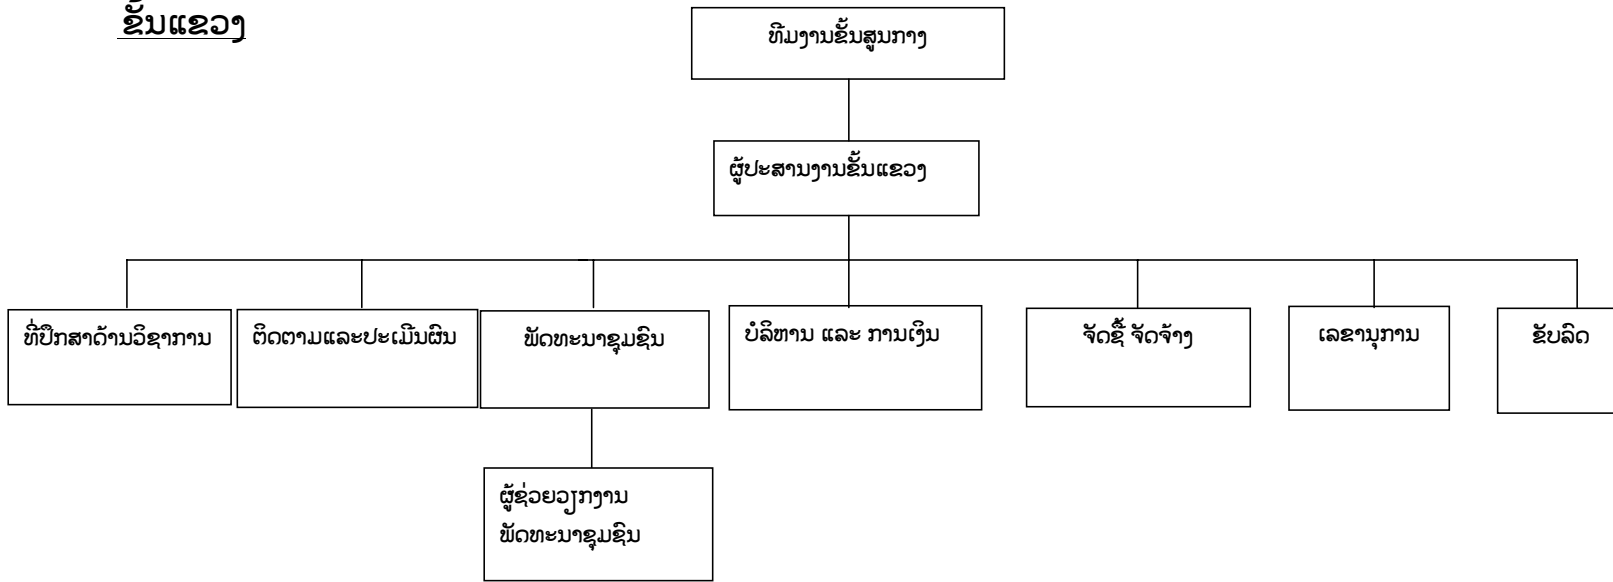 ຂັ້ນແຂວງ
ທີມງານຂັ້ນສູນກາງ
ຜູ້ປະສານງານຂັ້ນແຂວງ
ທີ່ປຶກສາດ້ານວິຊາການ
ຕິດຕາມແລະປະເມີນຜົນ
ພັດທະນາຊຸມຊົນ
ບໍລິຫານ ແລະ ການເງິນ
ຈັດຊື້ ຈັດຈ້າງ
ເລຂານຸການ
ຂັບລົດ
ຜູ້ຊ່ວຍວຽກງານ
ພັດທະນາຊຸມຊົນ